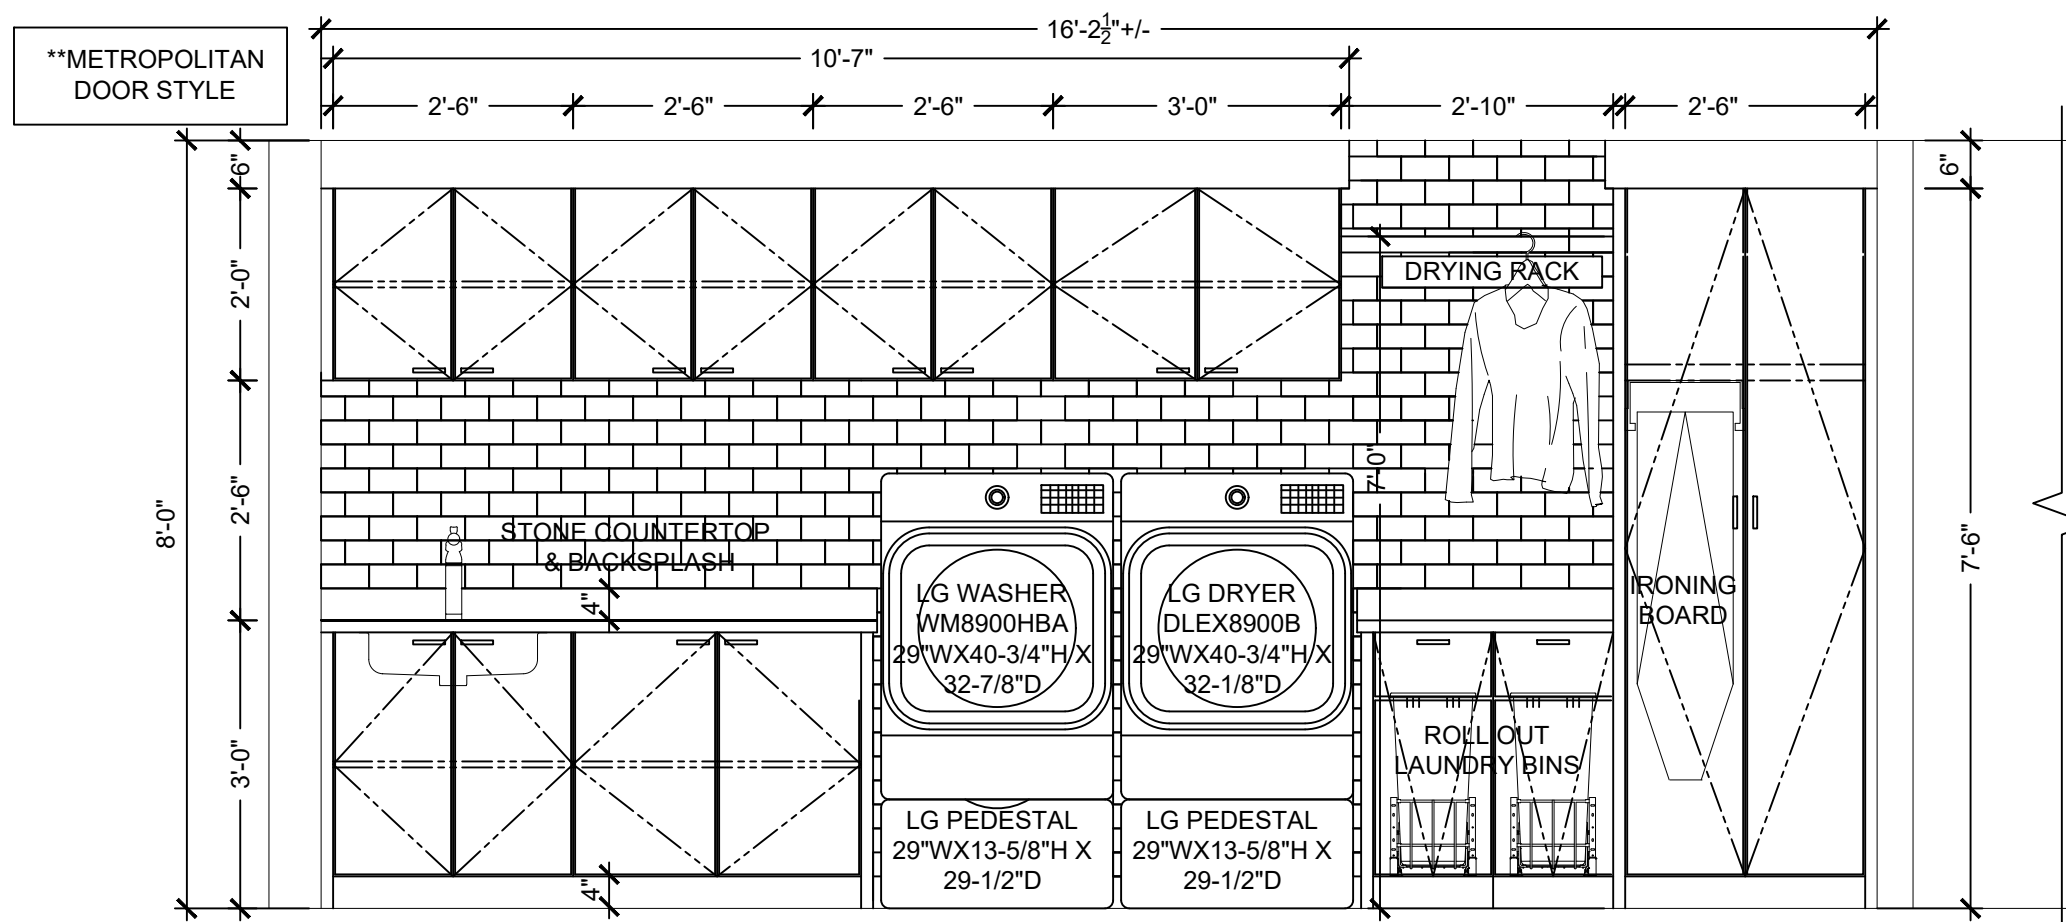 16'-2 1/2"+/-
**METROPOLITAN
DOOR STYLE
10'-7"
2'-6"
2'-6"
2'-6"
3'-0"
2'-10"
2'-6"
6"
6"
2'-0"
DRYING RACK
2'-6"
7'-0"
8'-0"
7'-6"
STONE COUNTERTOP
& BACKSPLASH
4"
LG WASHER
WM8900HBA
29"WX40-3/4"H X
32-7/8"D
LG DRYER
DLEX8900B
29"WX40-3/4"H X
32-1/8"D
IRONING
BOARD
3'-0"
ROLL OUT
LAUNDRY BINS
4"
LG PEDESTAL
29"WX13-5/8"H X
29-1/2"D
LG PEDESTAL
29"WX13-5/8"H X
29-1/2"D